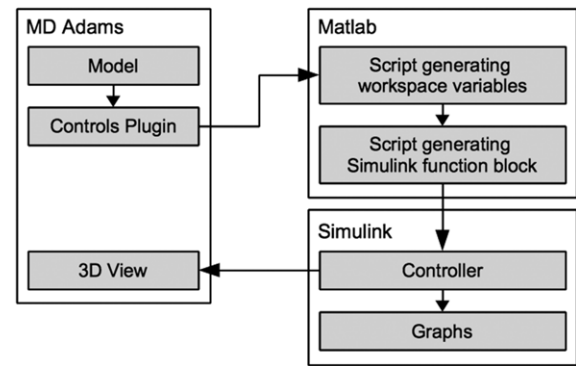 MD Adams
Model
Controls Plugin
3D View
Matlab
Script generating
workspace variables
Script generating
Simulink function block
Simulink
Controller
Graphs